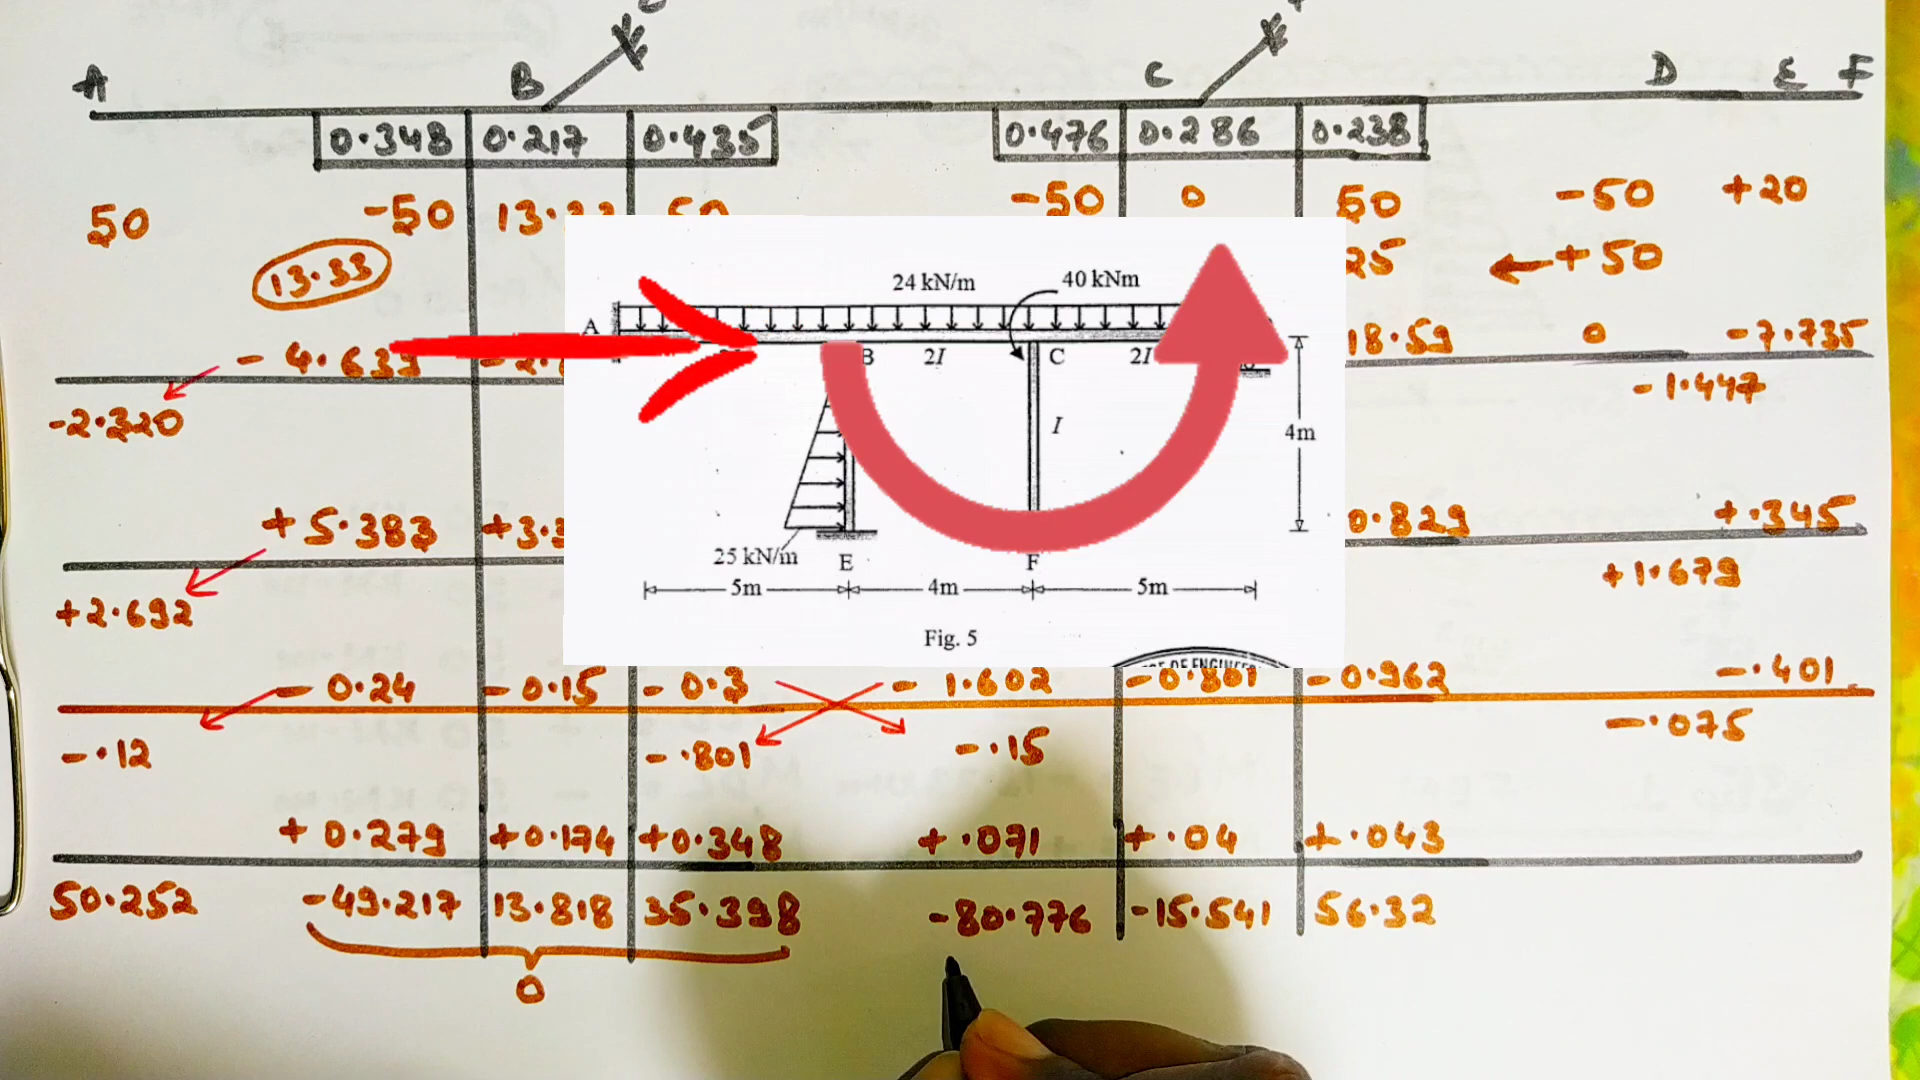 A B C D E F
0.348 0.217 0.435 0.476 0.286 0.238
50 -50 -50 0 50 -50 +20
13.33 25 +50
- 4.639 18.59 0 -7.735
-2.320 -1.447
24 kN/m 40 kNm
A B 2I C 2I
I 4m
+5.383 0.829 +.345
+2.692 +1.679
25 kN/m E F
5m 4m 5m
Fig. 5
- 0.24 -0.15 -0.3 - 1.602 -0.801 -0.962 -.401
-.12 -.801 -.15 -.075
+ 0.279 +0.174 +0.348 + .071 +.04 +.043
50.252 -49.217 13.818 35.398 -80.776 -15.541 56.32
0